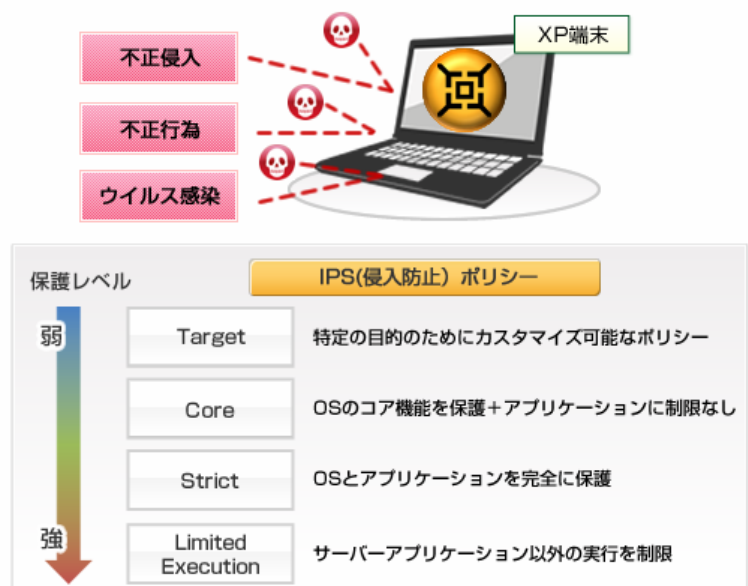 XP端末
不正侵入
不正行為
ウイルス感染
保護レベル
IPS(侵入防止）ポリシー
弱
Target
特定の目的のためにカスタマイズ可能なポリシー
Core
OSのコア機能を保護＋アプリケーションに制限なし
Strict
OSとアプリケーションを完全に保護
強
Limited
Execution
サーバーアプリケーション以外の実行を制限